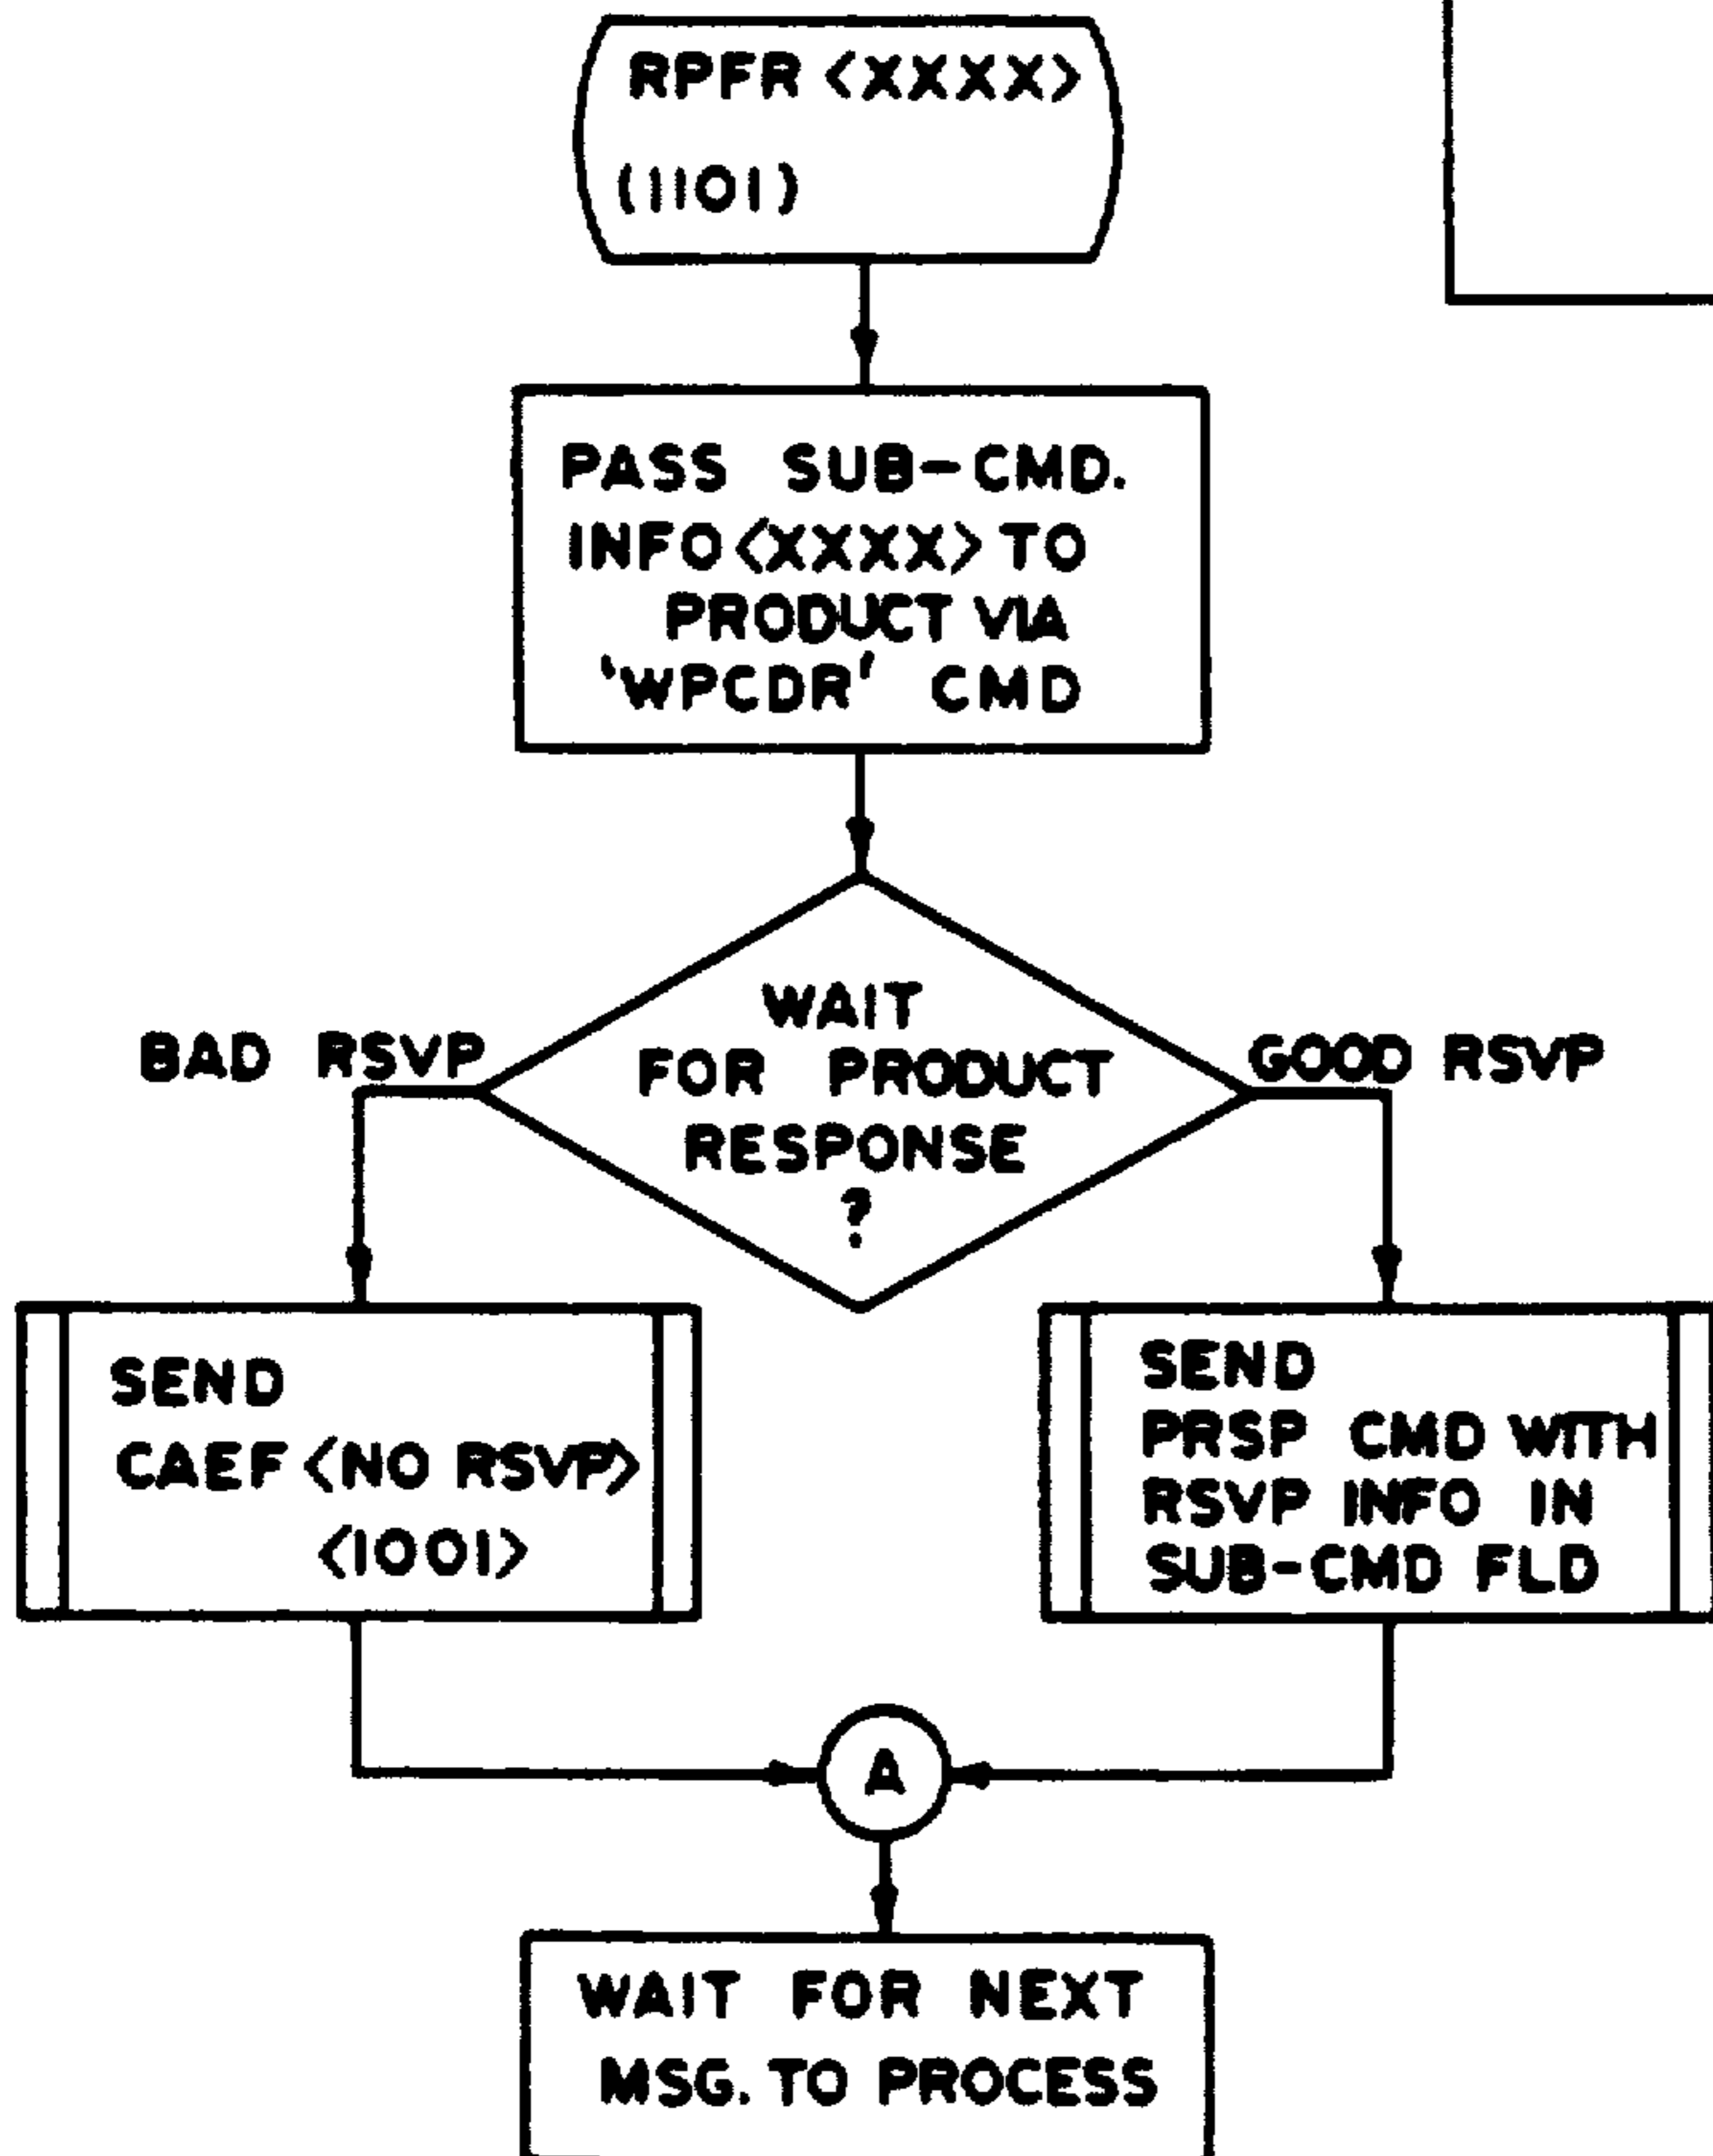 RPFR <XXXX>
(1101)
PASS SUB-CMD.
INFO <XXXX> TO
PRODUCT VIA
'WPCDR' CMD
WAIT
FOR PRODUCT
RESPONSE
?
BAD RSVP
GOOD RSVP
SEND
CAEF <NO RSVP>
<1001>
SEND
PRSP CMD WITH
RSVP INFO IN
SUB-CMD FLD
A
WAIT FOR NEXT
MSG. TO PROCESS